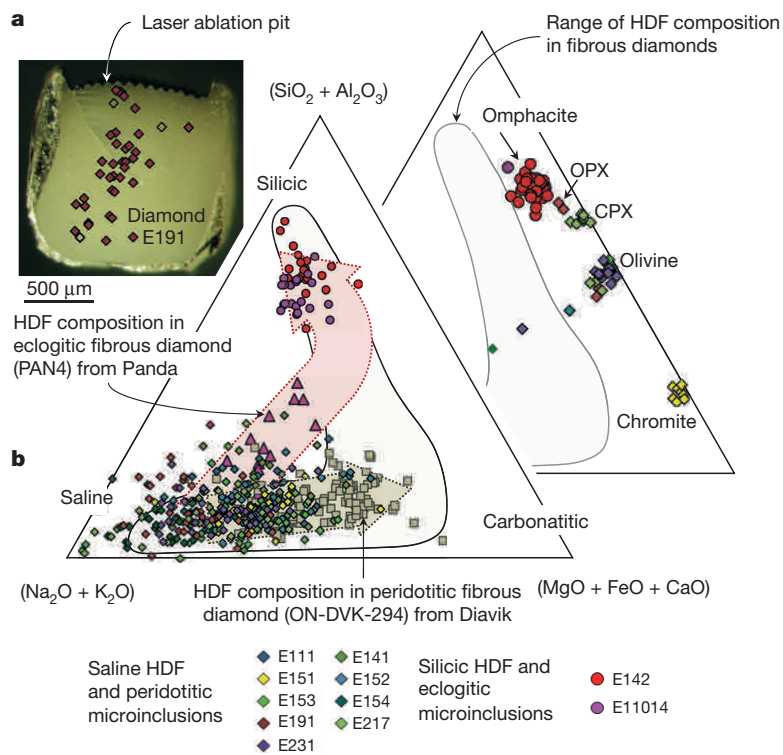 a
Laser ablation pit
Range of HDF composition
in fibrous diamonds
(SiO₂ + Al₂O₃)
Omphacite
OPX
CPX
Silicic
Diamond
E191
Olivine
500 μm
HDF composition in
eclogitic fibrous diamond
(PAN4) from Panda
Chromite
b
Saline
Carbonatitic
(Na₂O + K₂O)
HDF composition in peridotitic fibrous
diamond (ON-DVK-294) from Diavik
(MgO + FeO + CaO)
Saline HDF
and peridotitic
microinclusions
E111
E151
E153
E191
E231
E141
E152
E154
E217
Silicic HDF and
eclogitic
microinclusions
E142
E11014